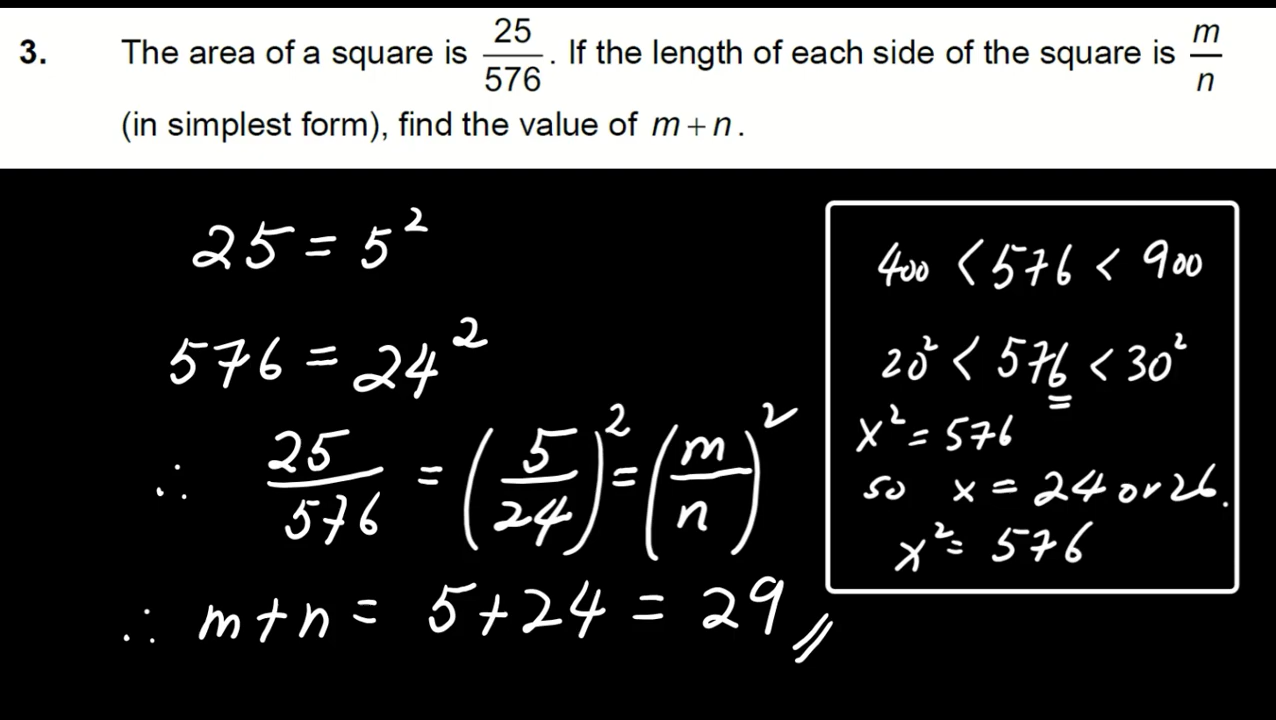 3. The area of a square is 25/576. If the length of each side of the square is m/n
(in simplest form), find the value of m+n.
25 = 5²
576 = 24²
∴ 25/576 = (5/24)² = (m/n)²
∴ m+n = 5+24 = 29
400 < 576 < 900
20² < 576 < 30²
x² = 576
so x = 24 or 26.
x² = 576